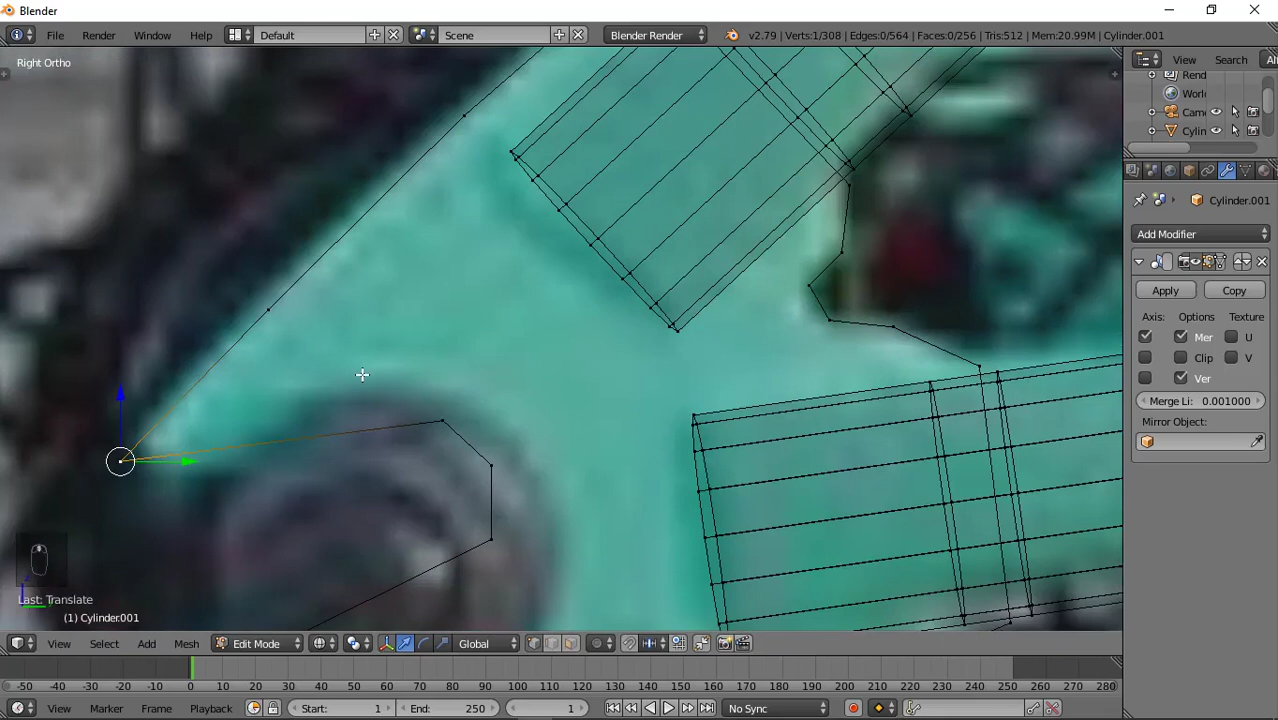 Blender
File Render Window Help Default Scene Blender Render v2.79 | Verts:1/308 | Edges:0/564 | Faces:0/256 | Tris:512 | Mem:20.99M | Cylinder.001
Right Ortho
View Search Al
Rend
World
Came
Cylin
Cylinder.001
Add Modifier
Apply Copy
Axis: Options Texture
Mer U
Clip V
Ver
Merge Li: 0.001000
Mirror Object:
Last: Translate
(1) Cylinder.001
View Select Add Mesh Edit Mode Global
-50 -40 -30 -20 -10 0 10 20 30 40 50 60 70 80 90 100 110 120 130 140 150 160 170 180 190 200 210 220 230 240 250 260 270 280
View Marker Frame Playback Start: 1 End: 250 1 No Sync